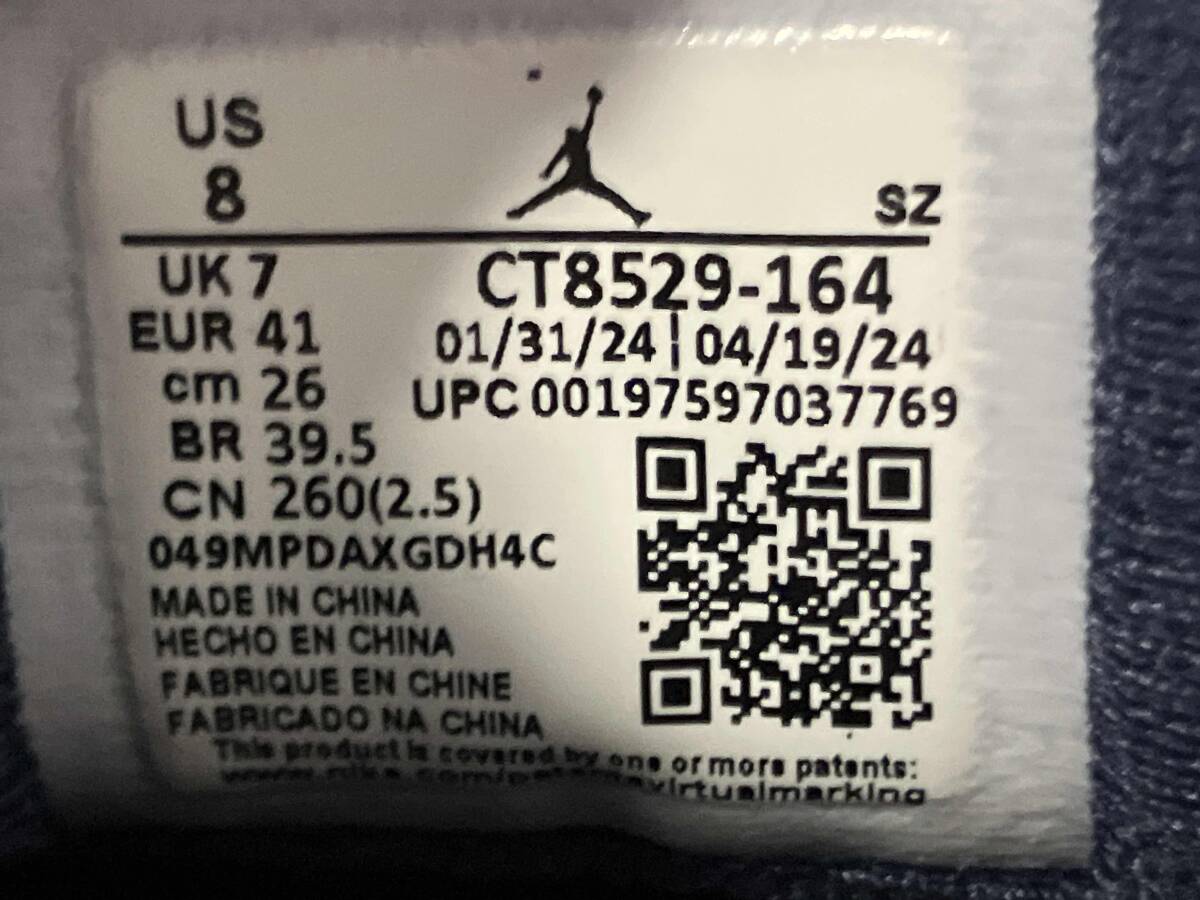 US
8
SZ
UK 7
CT8529-164
EUR 41
01/31/24 | 04/19/24
cm 26
UPC 00197597037769
BR 39.5
CN 260(2.5)
049MPDAXGDH4C
MADE IN CHINA
HECHO EN CHINA
FABRIQUE EN CHINE
FABRICADO NA CHINA
This product is covered by one or more patents: